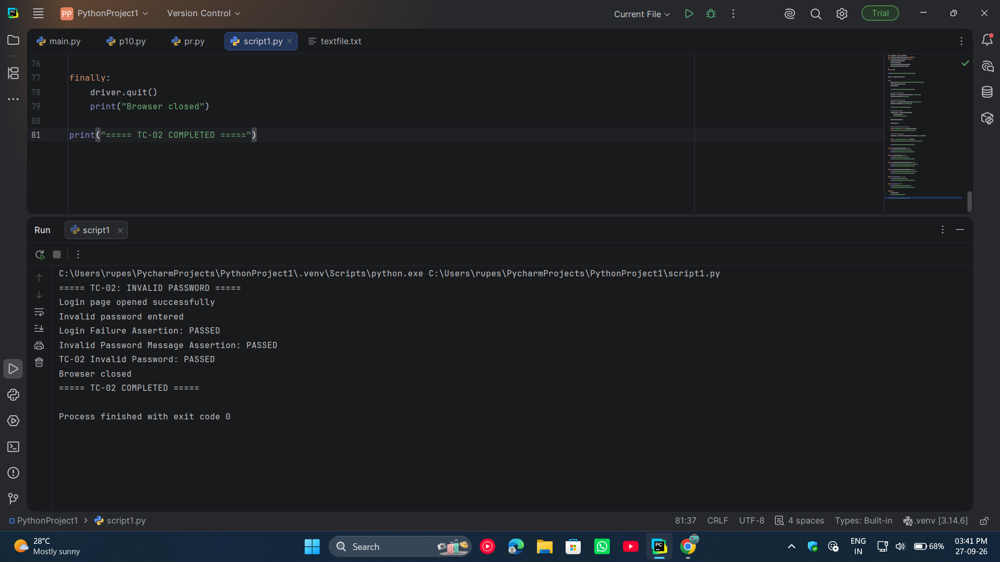 PC
PP PythonProject1
Version Control
Current File
Trial
main.py
p10.py
pr.py
script1.py
textfile.txt
76
77 finally:
78 driver.quit()
79 print("Browser closed")
80
81 print("===== TC-02 COMPLETED =====")
Run
script1
C:\Users\rupes\PycharmProjects\PythonProject1\.venv\Scripts\python.exe C:\Users\rupes\PycharmProjects\PythonProject1\script1.py
===== TC-02: INVALID PASSWORD =====
Login page opened successfully
Invalid password entered
Login Failure Assertion: PASSED
Invalid Password Message Assertion: PASSED
TC-02 Invalid Password: PASSED
Browser closed
===== TC-02 COMPLETED =====
Process finished with exit code 0
PythonProject1 > script1.py
81:37
CRLF
UTF-8
4 spaces
Types: Built-in
.venv [3.14.6]
28°C
Mostly sunny
Search
PC
ENG
IN
68%
03:41 PM
27-09-26